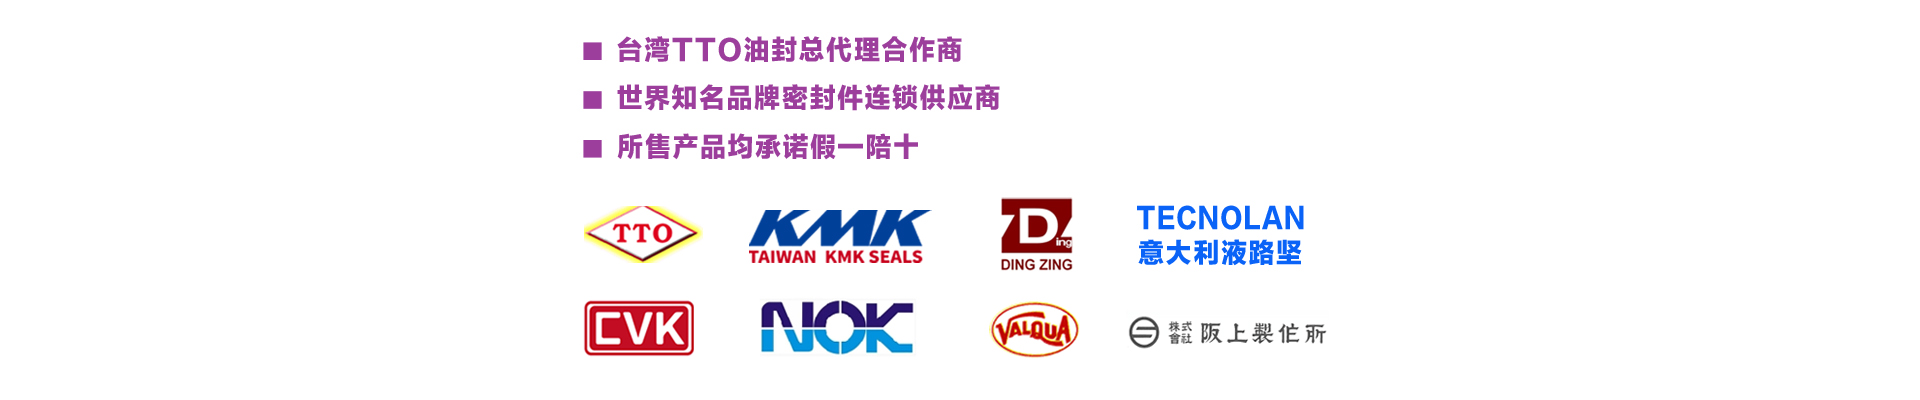 ■ 台湾TTO油封总代理合作商
■ 世界知名品牌密封件连锁供应商
■ 所售产品均承诺假一陪十
TTO
KMK
TAIWAN KMK SEALS
Ding
DING ZING
TECNOLAN
意大利液路坚
CVK
NOK
VALQUA
株式會社 阪上製作所